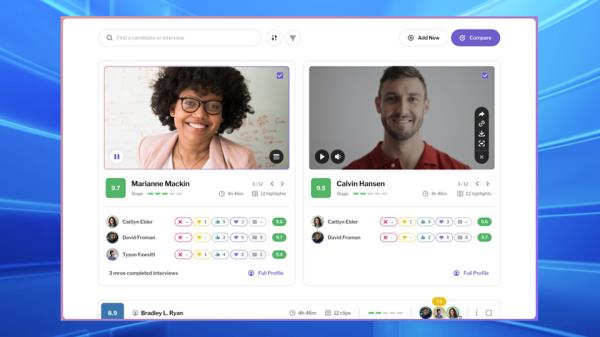 Find a candidate or interview
Add New
Compare
9.7
Marianne Mackin
3 / 12
Stage
4h 46m
12 highlights
Caitlyn Elder
– 1 5 3 –
9.6
David Froman
– – 2 5 3
9.7
Tyson Fawsitt
– 1 4 2 1
9.4
3 mroe completed interviews
Full Profile
9.5
Calvin Hansen
3 / 12
Stage
4h 46m
12 highlights
Caitlyn Elder
– 1 5 3 –
9.6
David Froman
– – 2 5 3
9.7
Full Profile
8.9
Bradley L. Ryan
4h 46m
12 clips